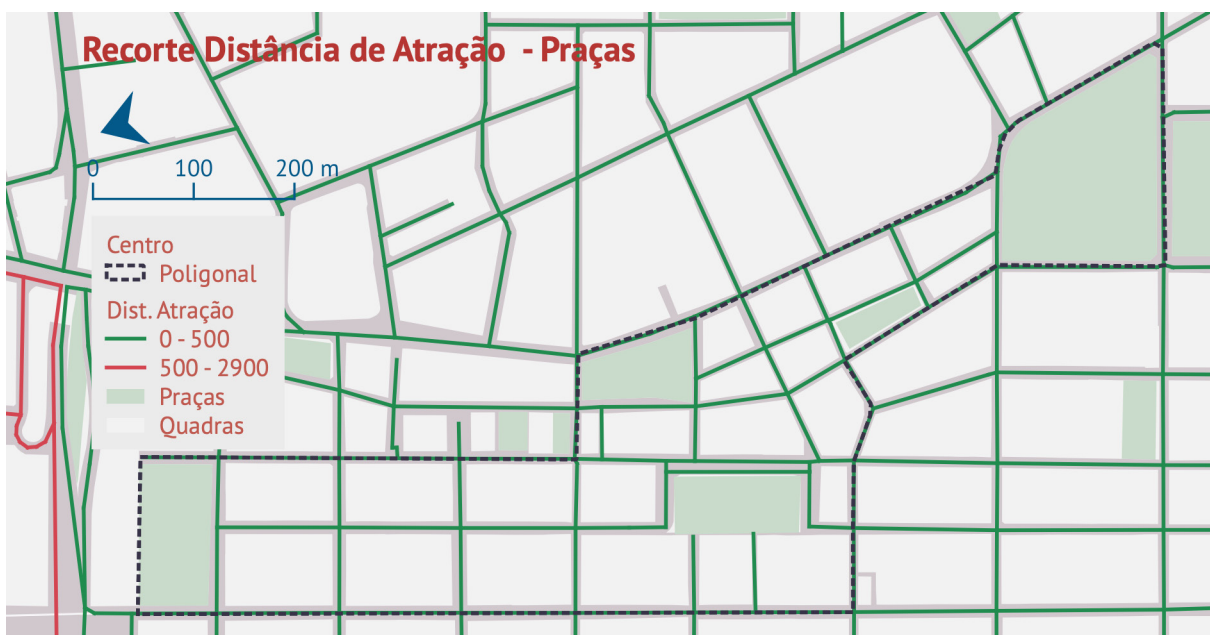 Recorte Distância de Atração - Praças
0 100 200 m
Centro
Poligonal
Dist. Atração
0 - 500
500 - 2900
Praças
Quadras